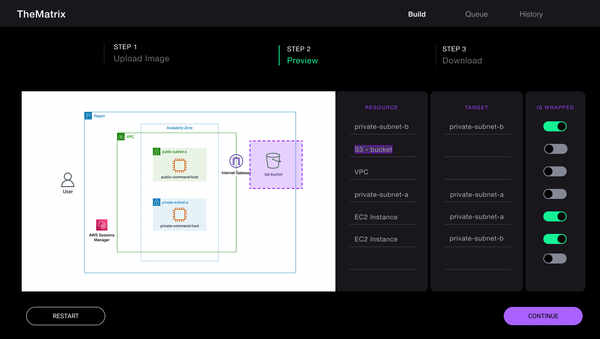 TheMatrix
Build
Queue
History
STEP 1
Upload Image
STEP 2
Preview
STEP 3
Download
Region
Availability Zone
VPC
public-subnet-a
public-command-host
Internet Gateway
s3-bucket
User
private-subnet-a
private-command-host
AWS Sessions
Manager
RESOURCE
TARGET
IS WRAPPED
private-subnet-b private-subnet-b
S3 - bucket
VPC
private-subnet-a private-subnet-a
EC2 Instance private-subnet-a
EC2 Instance private-subnet-b
RESTART
CONTINUE